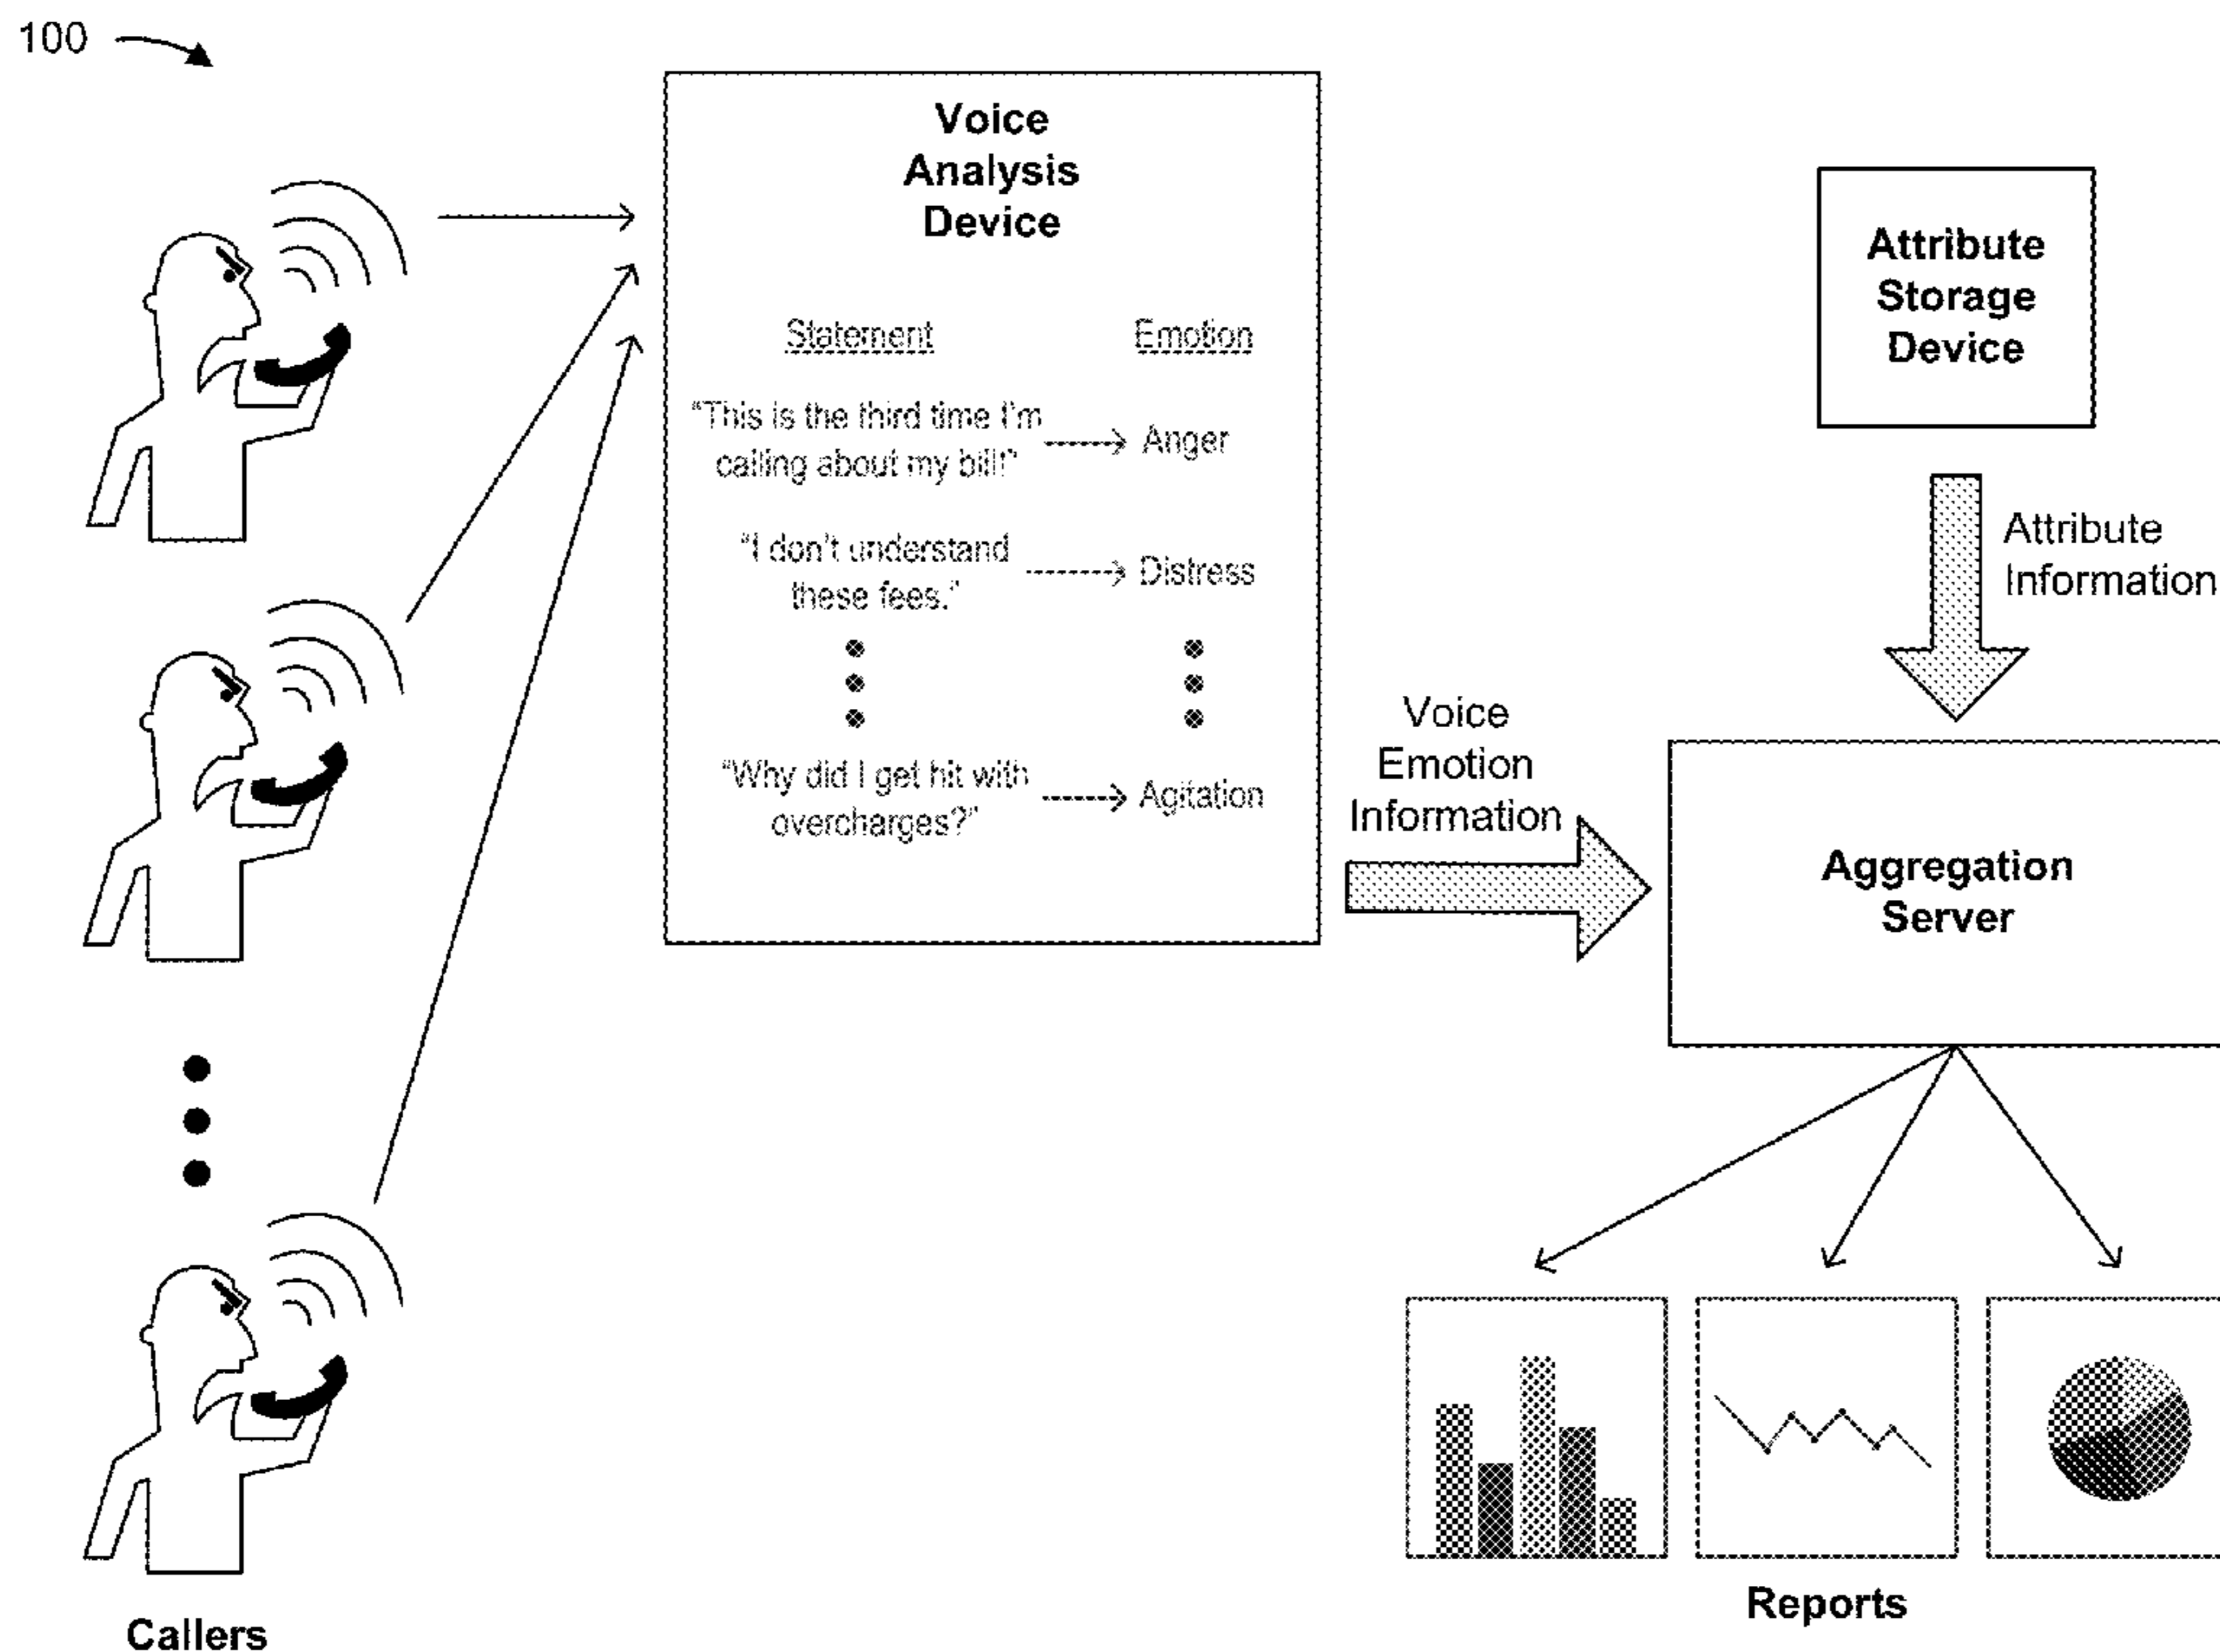 100
Voice
Analysis
Device
Statement
Emotion
“This is the third time I’m
calling about my bill!”
Anger
“I don’t understand
these fees.”
Distress
“Why did I get hit with
overcharges?”
Agitation
Attribute
Storage
Device
Attribute
Information
Voice
Emotion
Information
Aggregation
Server
Reports
Callers